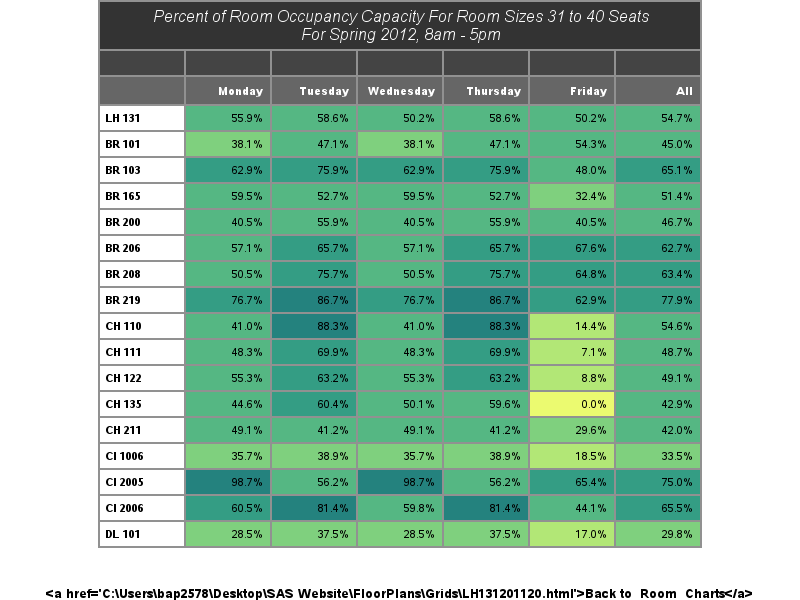 Percent of Room Occupancy Capacity For Room Sizes 31 to 40 Seats
For Spring 2012, 8am - 5pm
Monday Tuesday Wednesday Thursday Friday All
LH 131 55.9% 58.6% 50.2% 58.6% 50.2% 54.7%
BR 101 38.1% 47.1% 38.1% 47.1% 54.3% 45.0%
BR 103 62.9% 75.9% 62.9% 75.9% 48.0% 65.1%
BR 165 59.5% 52.7% 59.5% 52.7% 32.4% 51.4%
BR 200 40.5% 55.9% 40.5% 55.9% 40.5% 46.7%
BR 206 57.1% 65.7% 57.1% 65.7% 67.6% 62.7%
BR 208 50.5% 75.7% 50.5% 75.7% 64.8% 63.4%
BR 219 76.7% 86.7% 76.7% 86.7% 62.9% 77.9%
CH 110 41.0% 88.3% 41.0% 88.3% 14.4% 54.6%
CH 111 48.3% 69.9% 48.3% 69.9% 7.1% 48.7%
CH 122 55.3% 63.2% 55.3% 63.2% 8.8% 49.1%
CH 135 44.6% 60.4% 50.1% 59.6% 0.0% 42.9%
CH 211 49.1% 41.2% 49.1% 41.2% 29.6% 42.0%
CI 1006 35.7% 38.9% 35.7% 38.9% 18.5% 33.5%
CI 2005 98.7% 56.2% 98.7% 56.2% 65.4% 75.0%
CI 2006 60.5% 81.4% 59.8% 81.4% 44.1% 65.5%
DL 101 28.5% 37.5% 28.5% 37.5% 17.0% 29.8%
<a href='C:\Users\bap2578\Desktop\SAS Website\FloorPlans\Grids\LH131201120.html'>Back to Room Charts</a>